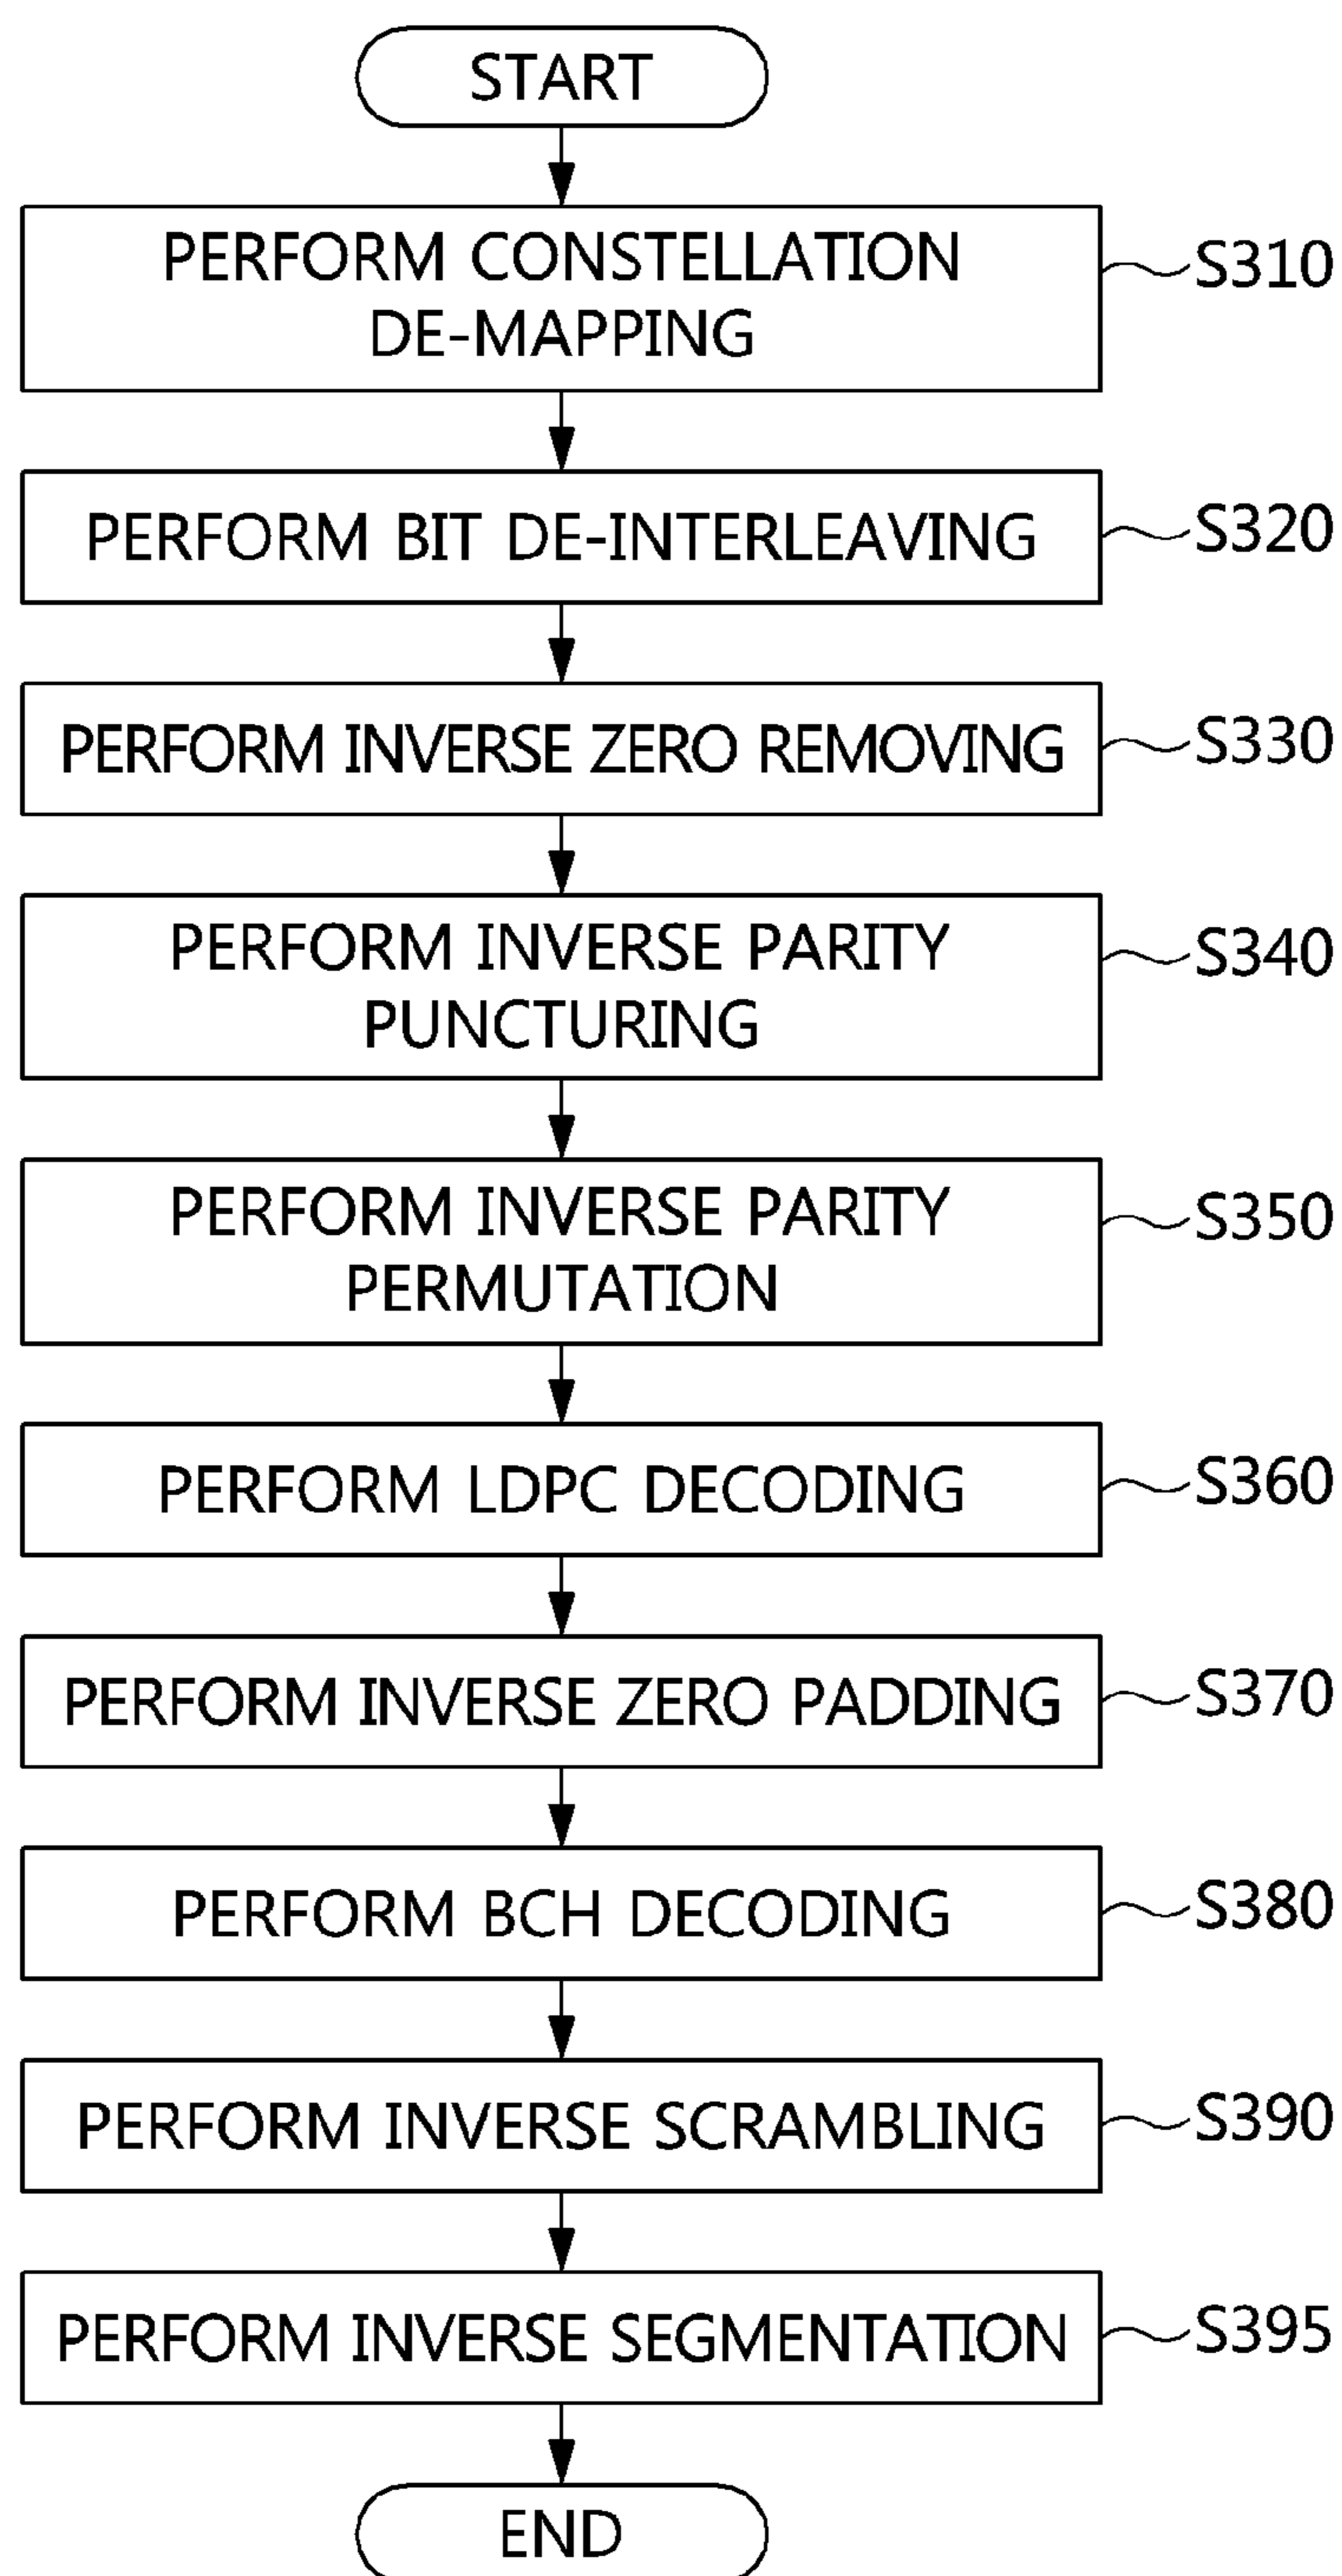 START
PERFORM CONSTELLATION
DE-MAPPING
S310
PERFORM BIT DE-INTERLEAVING
S320
PERFORM INVERSE ZERO REMOVING
S330
PERFORM INVERSE PARITY
PUNCTURING
S340
PERFORM INVERSE PARITY
PERMUTATION
S350
PERFORM LDPC DECODING
S360
PERFORM INVERSE ZERO PADDING
S370
PERFORM BCH DECODING
S380
PERFORM INVERSE SCRAMBLING
S390
PERFORM INVERSE SEGMENTATION
S395
END